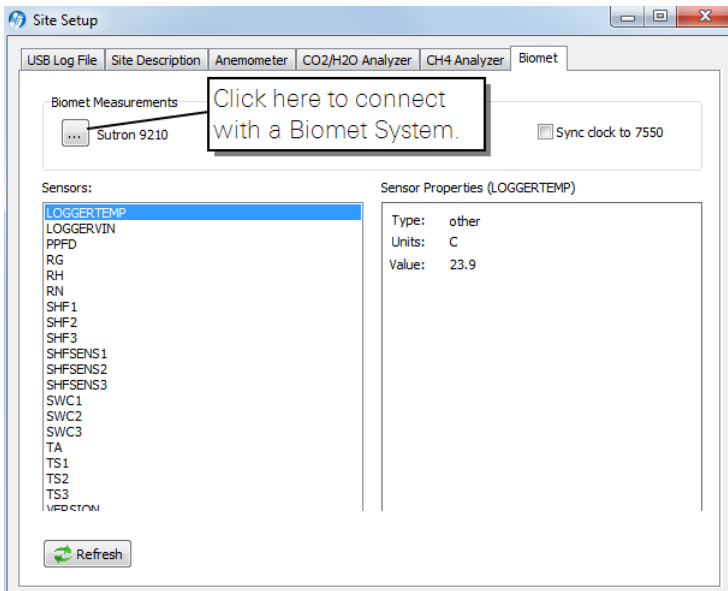 Site Setup
USB Log File Site Description Anemometer CO2/H2O Analyzer CH4 Analyzer Biomet
Biomet Measurements
Click here to connect
with a Biomet System.
... Sutron 9210
Sync clock to 7550
Sensors:
LOGGERTEMP
LOGGERVIN
PPFD
RG
RH
RN
SHF1
SHF2
SHF3
SHFSENS1
SHFSENS2
SHFSENS3
SWC1
SWC2
SWC3
TA
TS1
TS2
TS3
VERSION
Sensor Properties (LOGGERTEMP)
Type: other
Units: C
Value: 23.9
Refresh